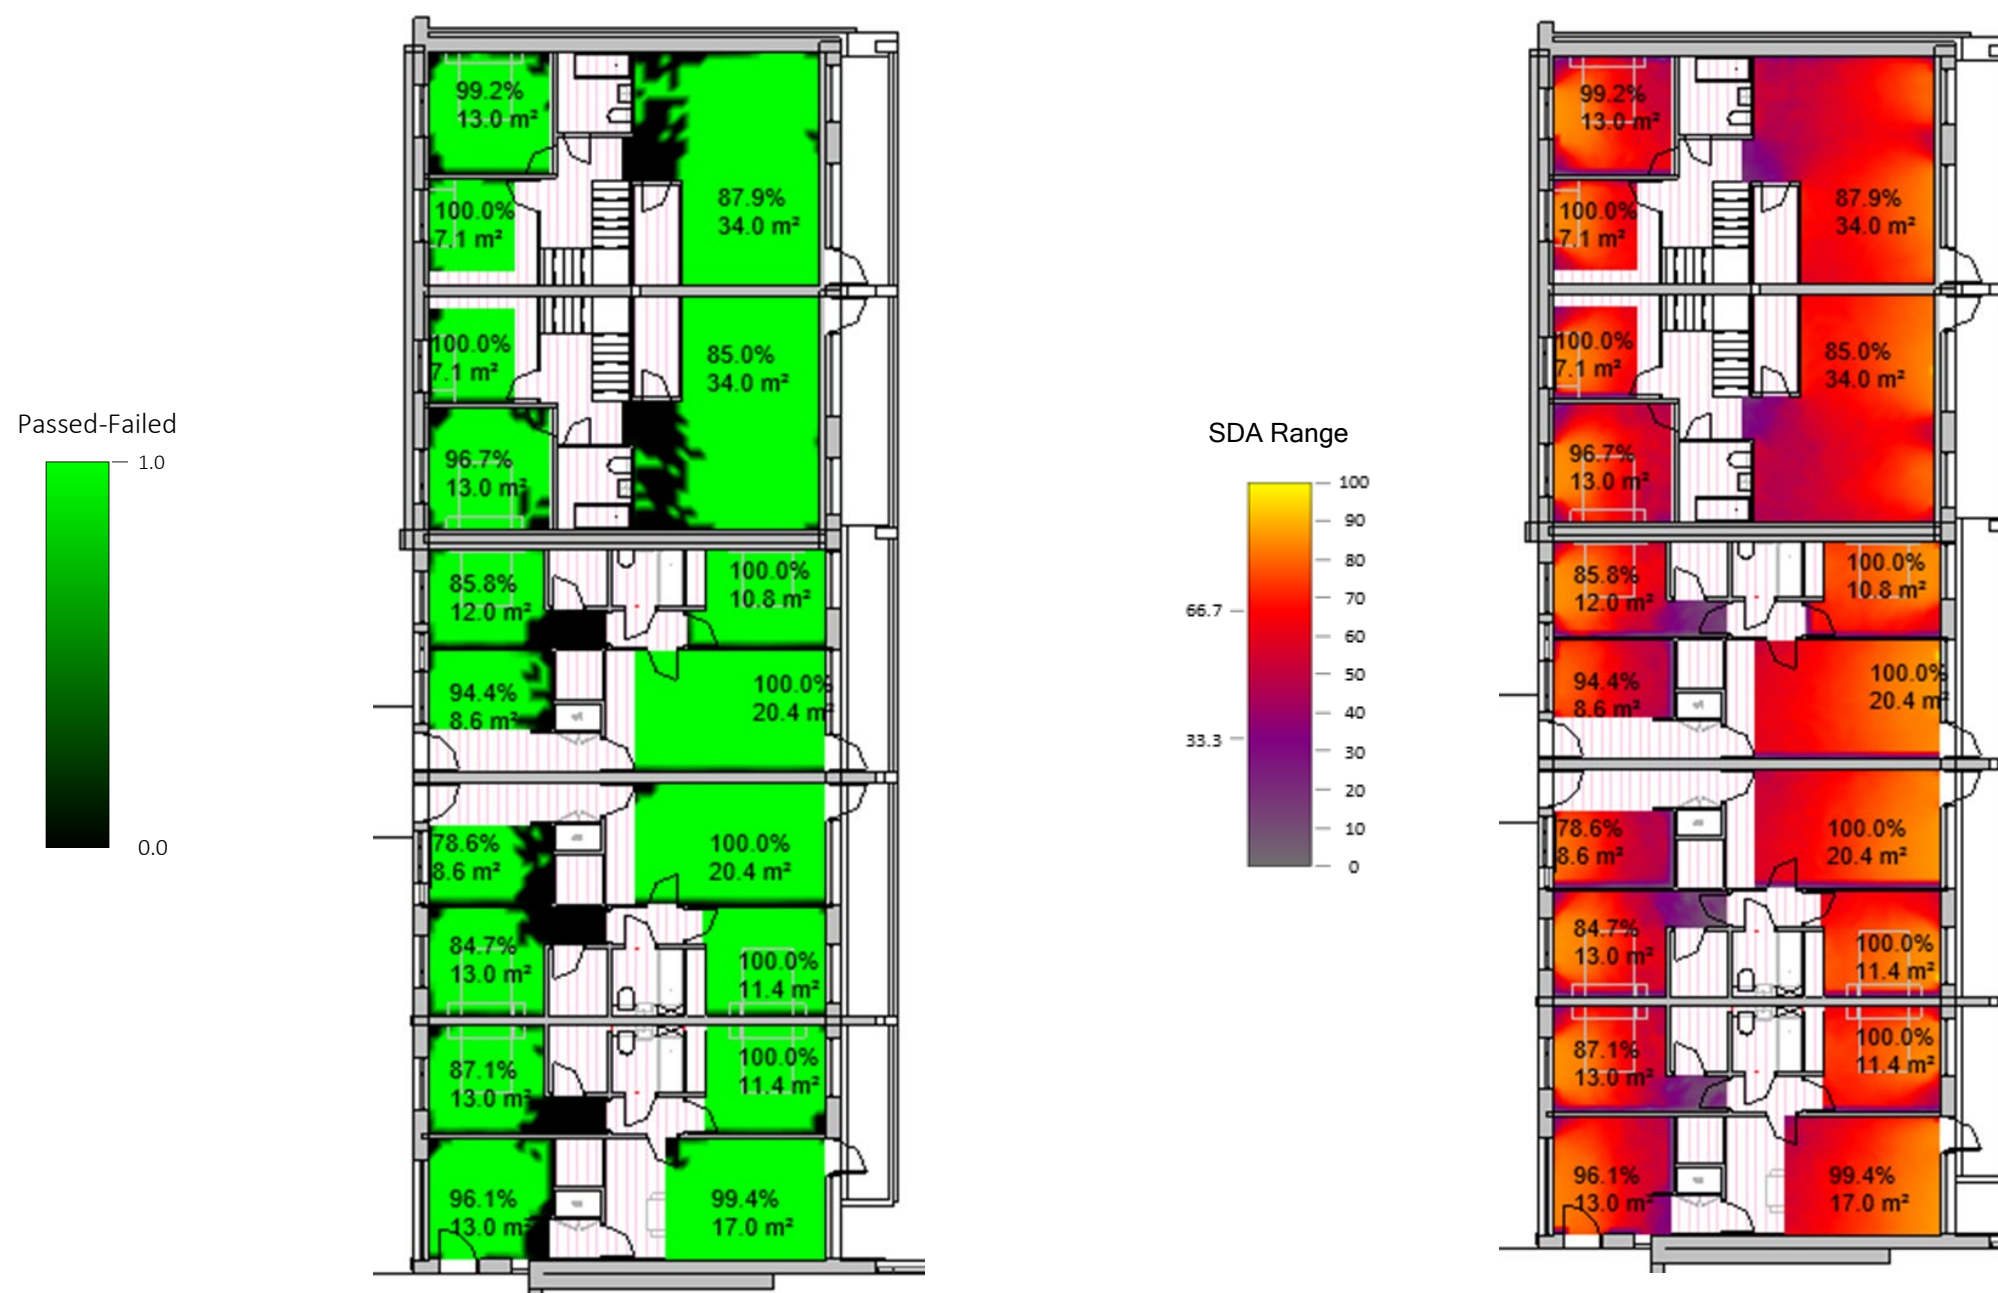 Passed-Failed
1.0
0.0
99.2%
13.0 m²
100.0%
7.1 m²
87.9%
34.0 m²
100.0%
7.1 m²
85.0%
34.0 m²
96.7%
13.0 m²
85.8%
12.0 m²
100.0%
10.8 m²
94.4%
8.6 m²
100.0%
20.4 m²
78.6%
8.6 m²
100.0%
20.4 m²
84.7%
13.0 m²
100.0%
11.4 m²
87.1%
13.0 m²
100.0%
11.4 m²
96.1%
13.0 m²
99.4%
17.0 m²
SDA Range
100
90
80
70
66.7
60
50
40
33.3
30
20
10
0
99.2%
13.0 m²
100.0%
7.1 m²
87.9%
34.0 m²
100.0%
7.1 m²
85.0%
34.0 m²
96.7%
13.0 m²
85.8%
12.0 m²
100.0%
10.8 m²
94.4%
8.6 m²
100.0%
20.4 m²
78.6%
8.6 m²
100.0%
20.4 m²
84.7%
13.0 m²
100.0%
11.4 m²
87.1%
13.0 m²
100.0%
11.4 m²
96.1%
13.0 m²
99.4%
17.0 m²